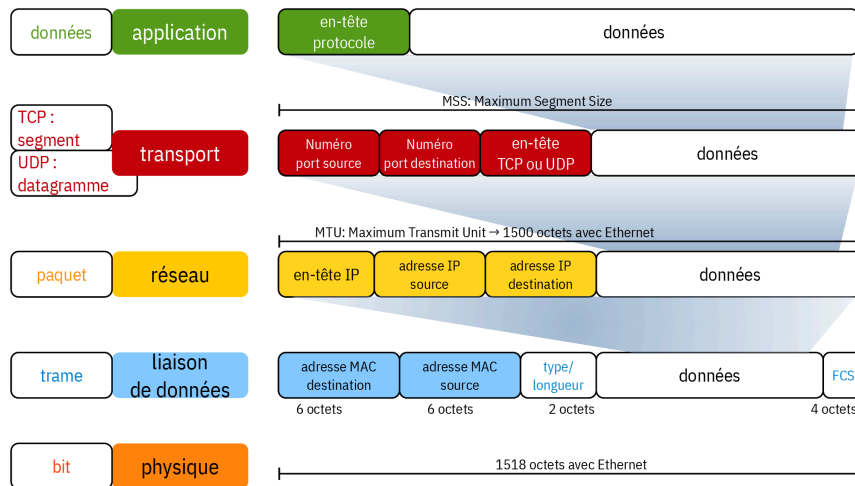 données
application
en-tête
protocole
données
MSS: Maximum Segment Size
TCP :
segment
UDP :
datagramme
transport
Numéro
port source
Numéro
port destination
en-tête
TCP ou UDP
données
MTU: Maximum Transmit Unit → 1500 octets avec Ethernet
paquet
réseau
en-tête IP
adresse IP
source
adresse IP
destination
données
trame
liaison
de données
adresse MAC
destination
adresse MAC
source
type/
longueur
données
FCS
6 octets
6 octets
2 octets
4 octets
bit
physique
1518 octets avec Ethernet